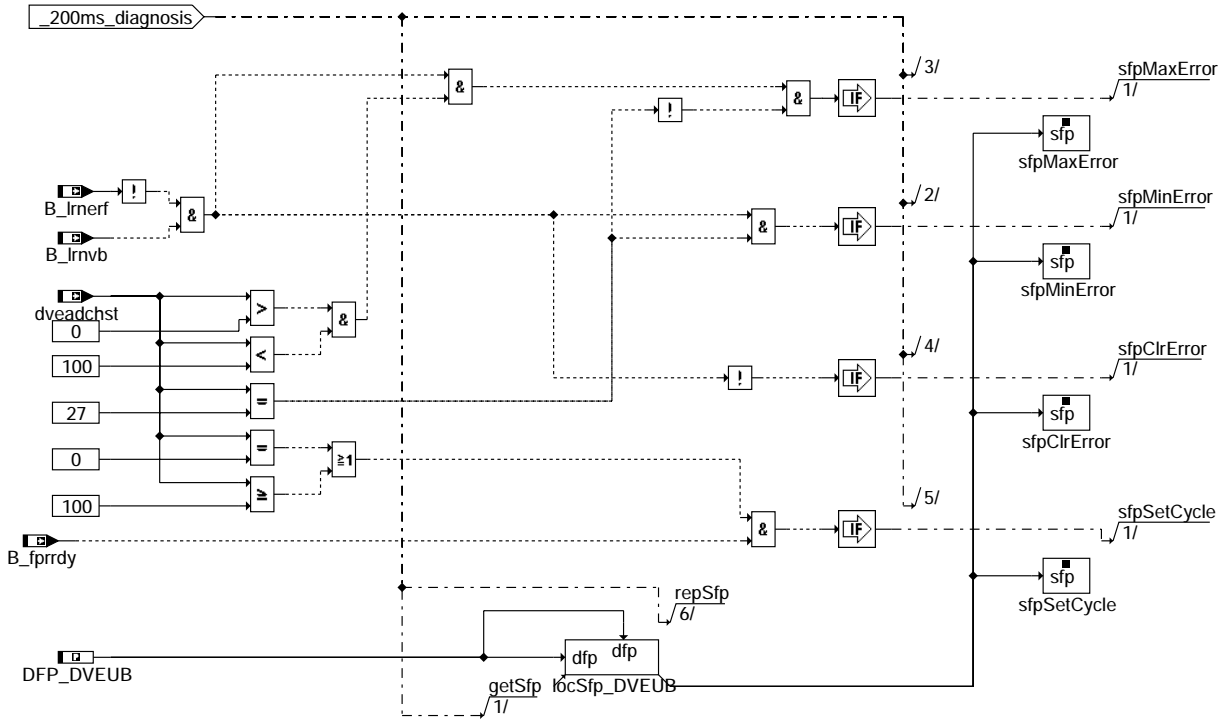 _200ms_diagnosis
3/
sfpMaxError
1/
&
!
&
IF
sfp
sfpMaxError
B_lrnerf
!
&
B_lrnvb
2/
sfpMinError
1/
&
IF
sfp
sfpMinError
dveadchst
0
>
&
100
<
27
=
4/
sfpClrError
1/
!
IF
sfp
sfpClrError
0
=
≥1
100
≥
5/
sfpSetCycle
1/
&
IF
B_fprrdy
sfp
sfpSetCycle
repSfp
6/
DFP_DVEUB
dfp
dfp
locSfp_DVEUB
getSfp
1/